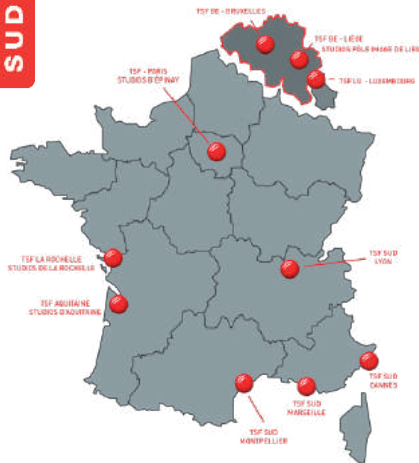 SUD
TSF BE - BRUXELLES
TSF BE - LIÈGE
STUDIOS PÔLE IMAGE DE LIÈG
TSF LU - LUXEMBOURG
TSF - PARIS
STUDIOS D'ÉPINAY
TSF LA ROCHELLE
STUDIOS DE LA ROCHELLE
TSF SUD
LYON
TSF AQUITAINE
STUDIOS D'AQUITAINE
TSF SUD
CANNES
TSF SUD
MARSEILLE
TSF SUD
MONTPELLIER